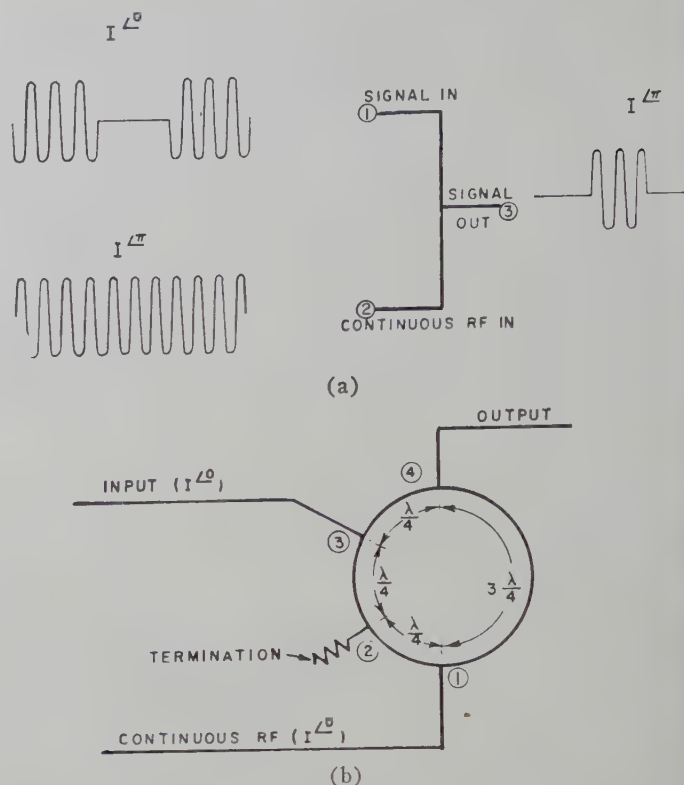 I∠0
SIGNAL IN
①
I∠π
SIGNAL
OUT ③
I∠π
②
CONTINUOUS RF IN
(a)
OUTPUT
④
INPUT (I∠0)
③
λ/4
λ/4
3 λ/4
λ/4
TERMINATION
②
①
CONTINUOUS RF (I∠0)
(b)